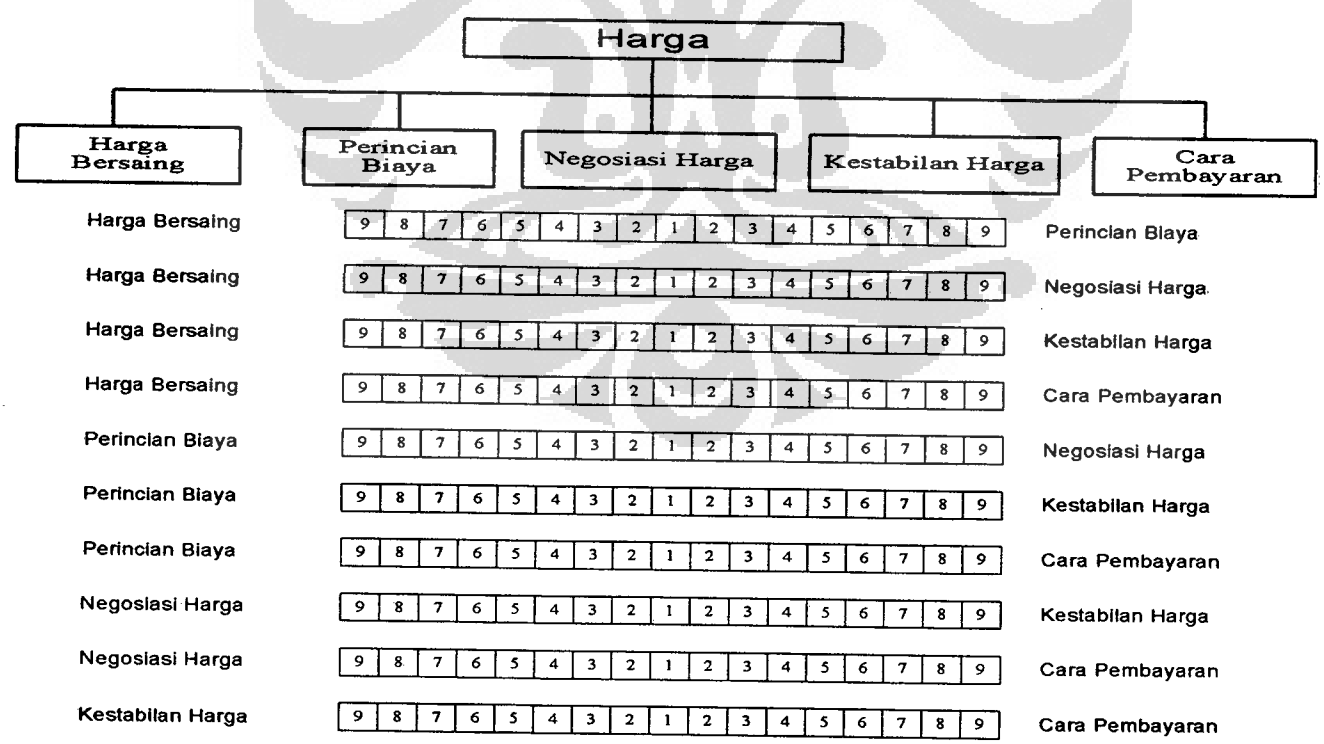 Harga
Harga
Bersaing
Perincian
Biaya
Negosiasi Harga
Kestabilan Harga
Cara
Pembayaran
Harga Bersaing 9 8 7 6 5 4 3 2 1 2 3 4 5 6 7 8 9 Perincian Biaya
Harga Bersaing 9 8 7 6 5 4 3 2 1 2 3 4 5 6 7 8 9 Negosiasi Harga
Harga Bersaing 9 8 7 6 5 4 3 2 1 2 3 4 5 6 7 8 9 Kestabilan Harga
Harga Bersaing 9 8 7 6 5 4 3 2 1 2 3 4 5 6 7 8 9 Cara Pembayaran
Perincian Biaya 9 8 7 6 5 4 3 2 1 2 3 4 5 6 7 8 9 Negosiasi Harga
Perincian Biaya 9 8 7 6 5 4 3 2 1 2 3 4 5 6 7 8 9 Kestabilan Harga
Perincian Biaya 9 8 7 6 5 4 3 2 1 2 3 4 5 6 7 8 9 Cara Pembayaran
Negosiasi Harga 9 8 7 6 5 4 3 2 1 2 3 4 5 6 7 8 9 Kestabilan Harga
Negosiasi Harga 9 8 7 6 5 4 3 2 1 2 3 4 5 6 7 8 9 Cara Pembayaran
Kestabilan Harga 9 8 7 6 5 4 3 2 1 2 3 4 5 6 7 8 9 Cara Pembayaran